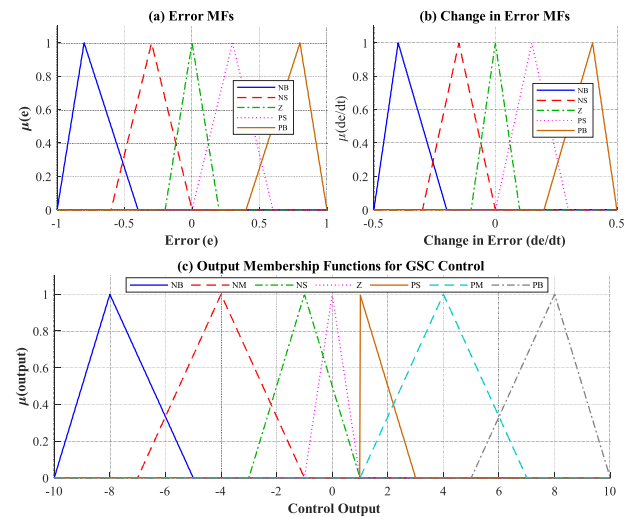 (a) Error MFs
1
0.8
0.6
0.4
0.2
0
μ(e)
-1
-0.5
0
0.5
1
Error (e)
NB
NS
Z
PS
PB
(b) Change in Error MFs
1
0.8
0.6
0.4
0.2
0
μ(de/dt)
-0.5
0
0.5
Change in Error (de/dt)
NB
NS
Z
PS
PB
(c) Output Membership Functions for GSC Control
NB NM NS Z PS PM PB
1
0.8
0.6
0.4
0.2
0
μ(output)
-10 -8 -6 -4 -2 0 2 4 6 8 10
Control Output